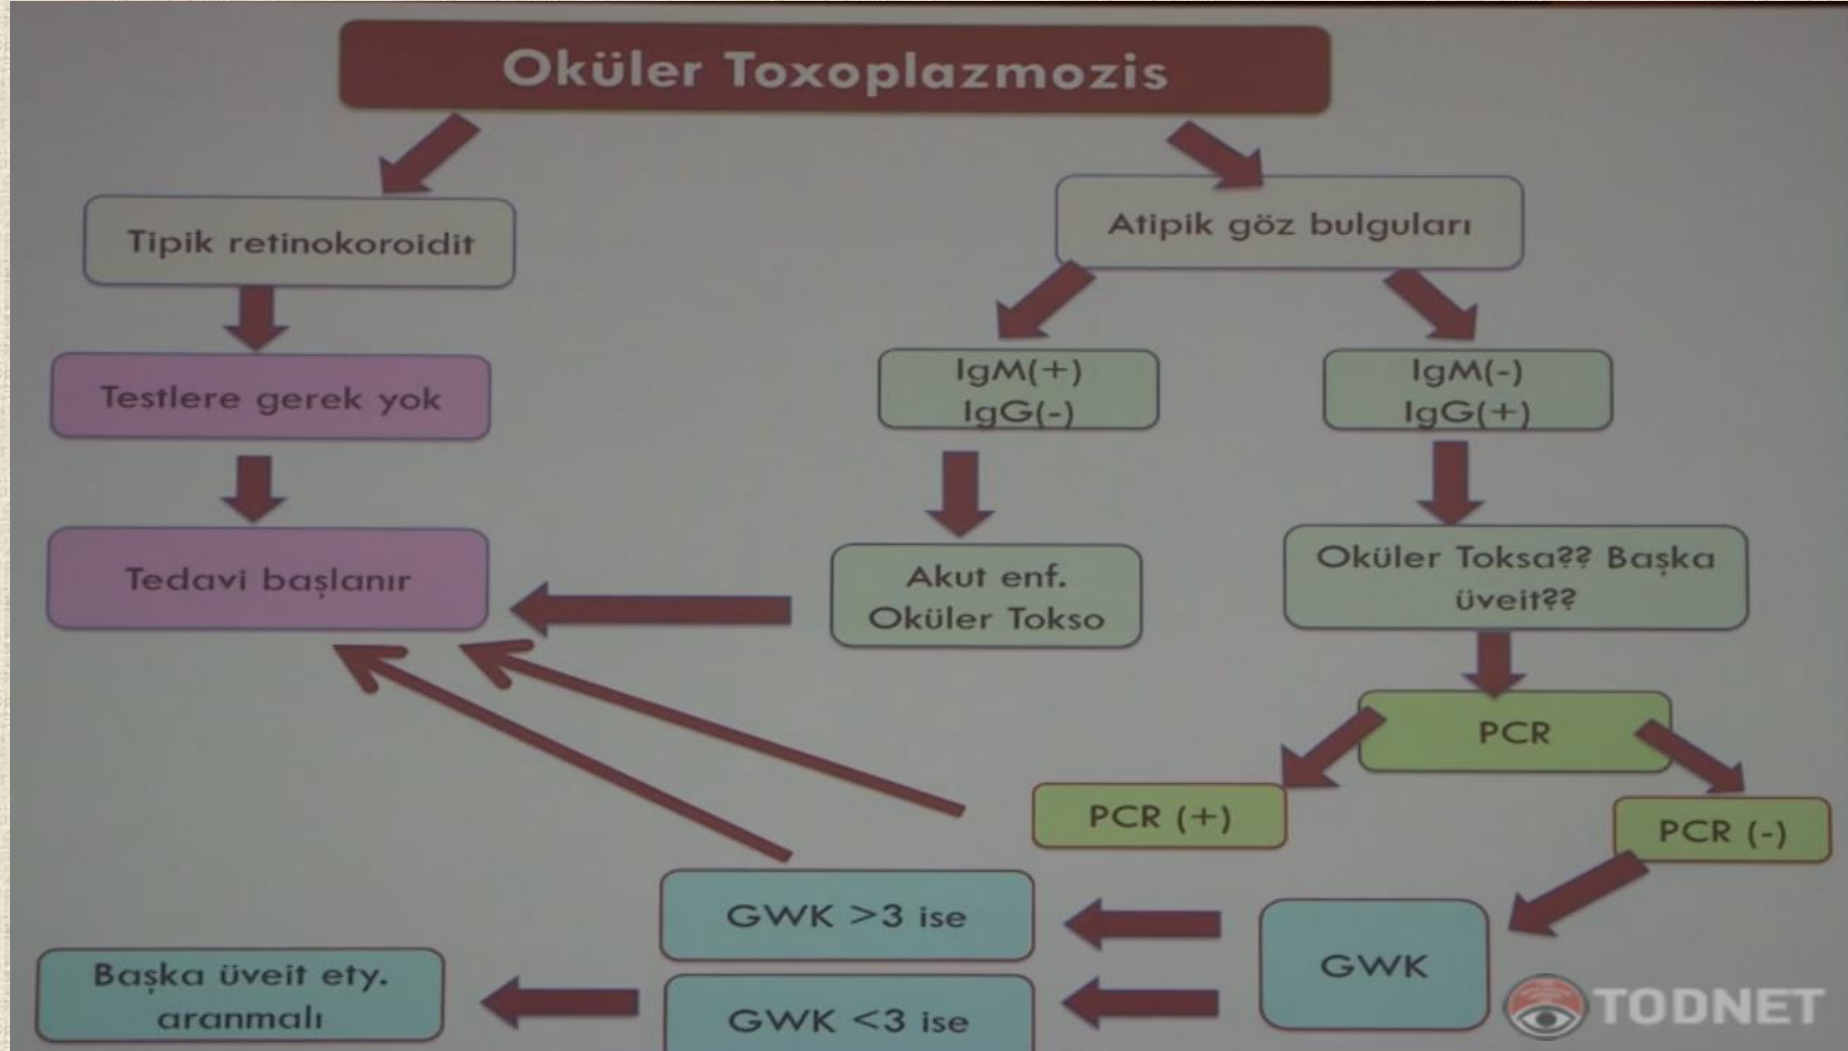 Oküler Toxoplazmozis
Tipik retinokoroidit
Atipik göz bulguları
Testlere gerek yok
IgM(+)
IgG(-)
IgM(-)
IgG(+)
Tedavi başlanır
Akut enf.
Oküler Tokso
Oküler Toksa?? Başka
üveit??
PCR
PCR (+)
PCR (-)
GWK >3 ise
GWK
Başka üveit ety.
aranmalı
GWK <3 ise
TODNET